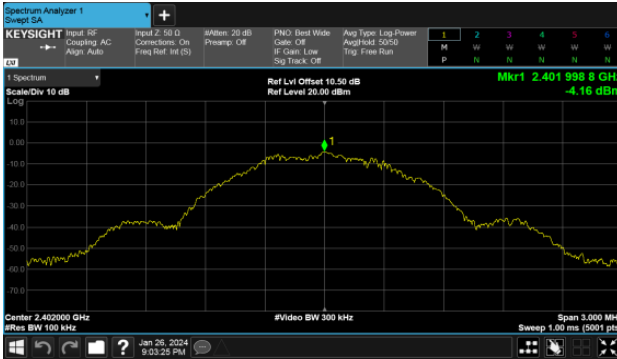 Spectrum Analyzer 1
Swept SA
+
KEYSIGHT
Input: RF
Coupling: AC
Align: Auto
Input Z: 50 Ω
Corrections: On
Freq Ref: Int (S)
#Atten: 20 dB
Preamp: Off
PNO: Best Wide
Gate: Off
IF Gain: Low
Sig Track: Off
Avg Type: Log-Power
Avg|Hold: 50/50
Trig: Free Run
1 2 3 4 5 6
M W W W W W
P N N N N N
LXI
1 Spectrum
Scale/Div 10 dB
Ref Lvl Offset 10.50 dB
Ref Level 20.00 dBm
Mkr1 2.401 998 8 GHz
-4.16 dBm
Log
10.0
0.00
-10.0
-20.0
-30.0
-40.0
-50.0
-60.0
-70.0
1
Center 2.402000 GHz
#Res BW 100 kHz
#Video BW 300 kHz
Span 3.000 MH
Sweep 1.00 ms (5001 pts
?
Jan 26, 2024
9:03:25 PM